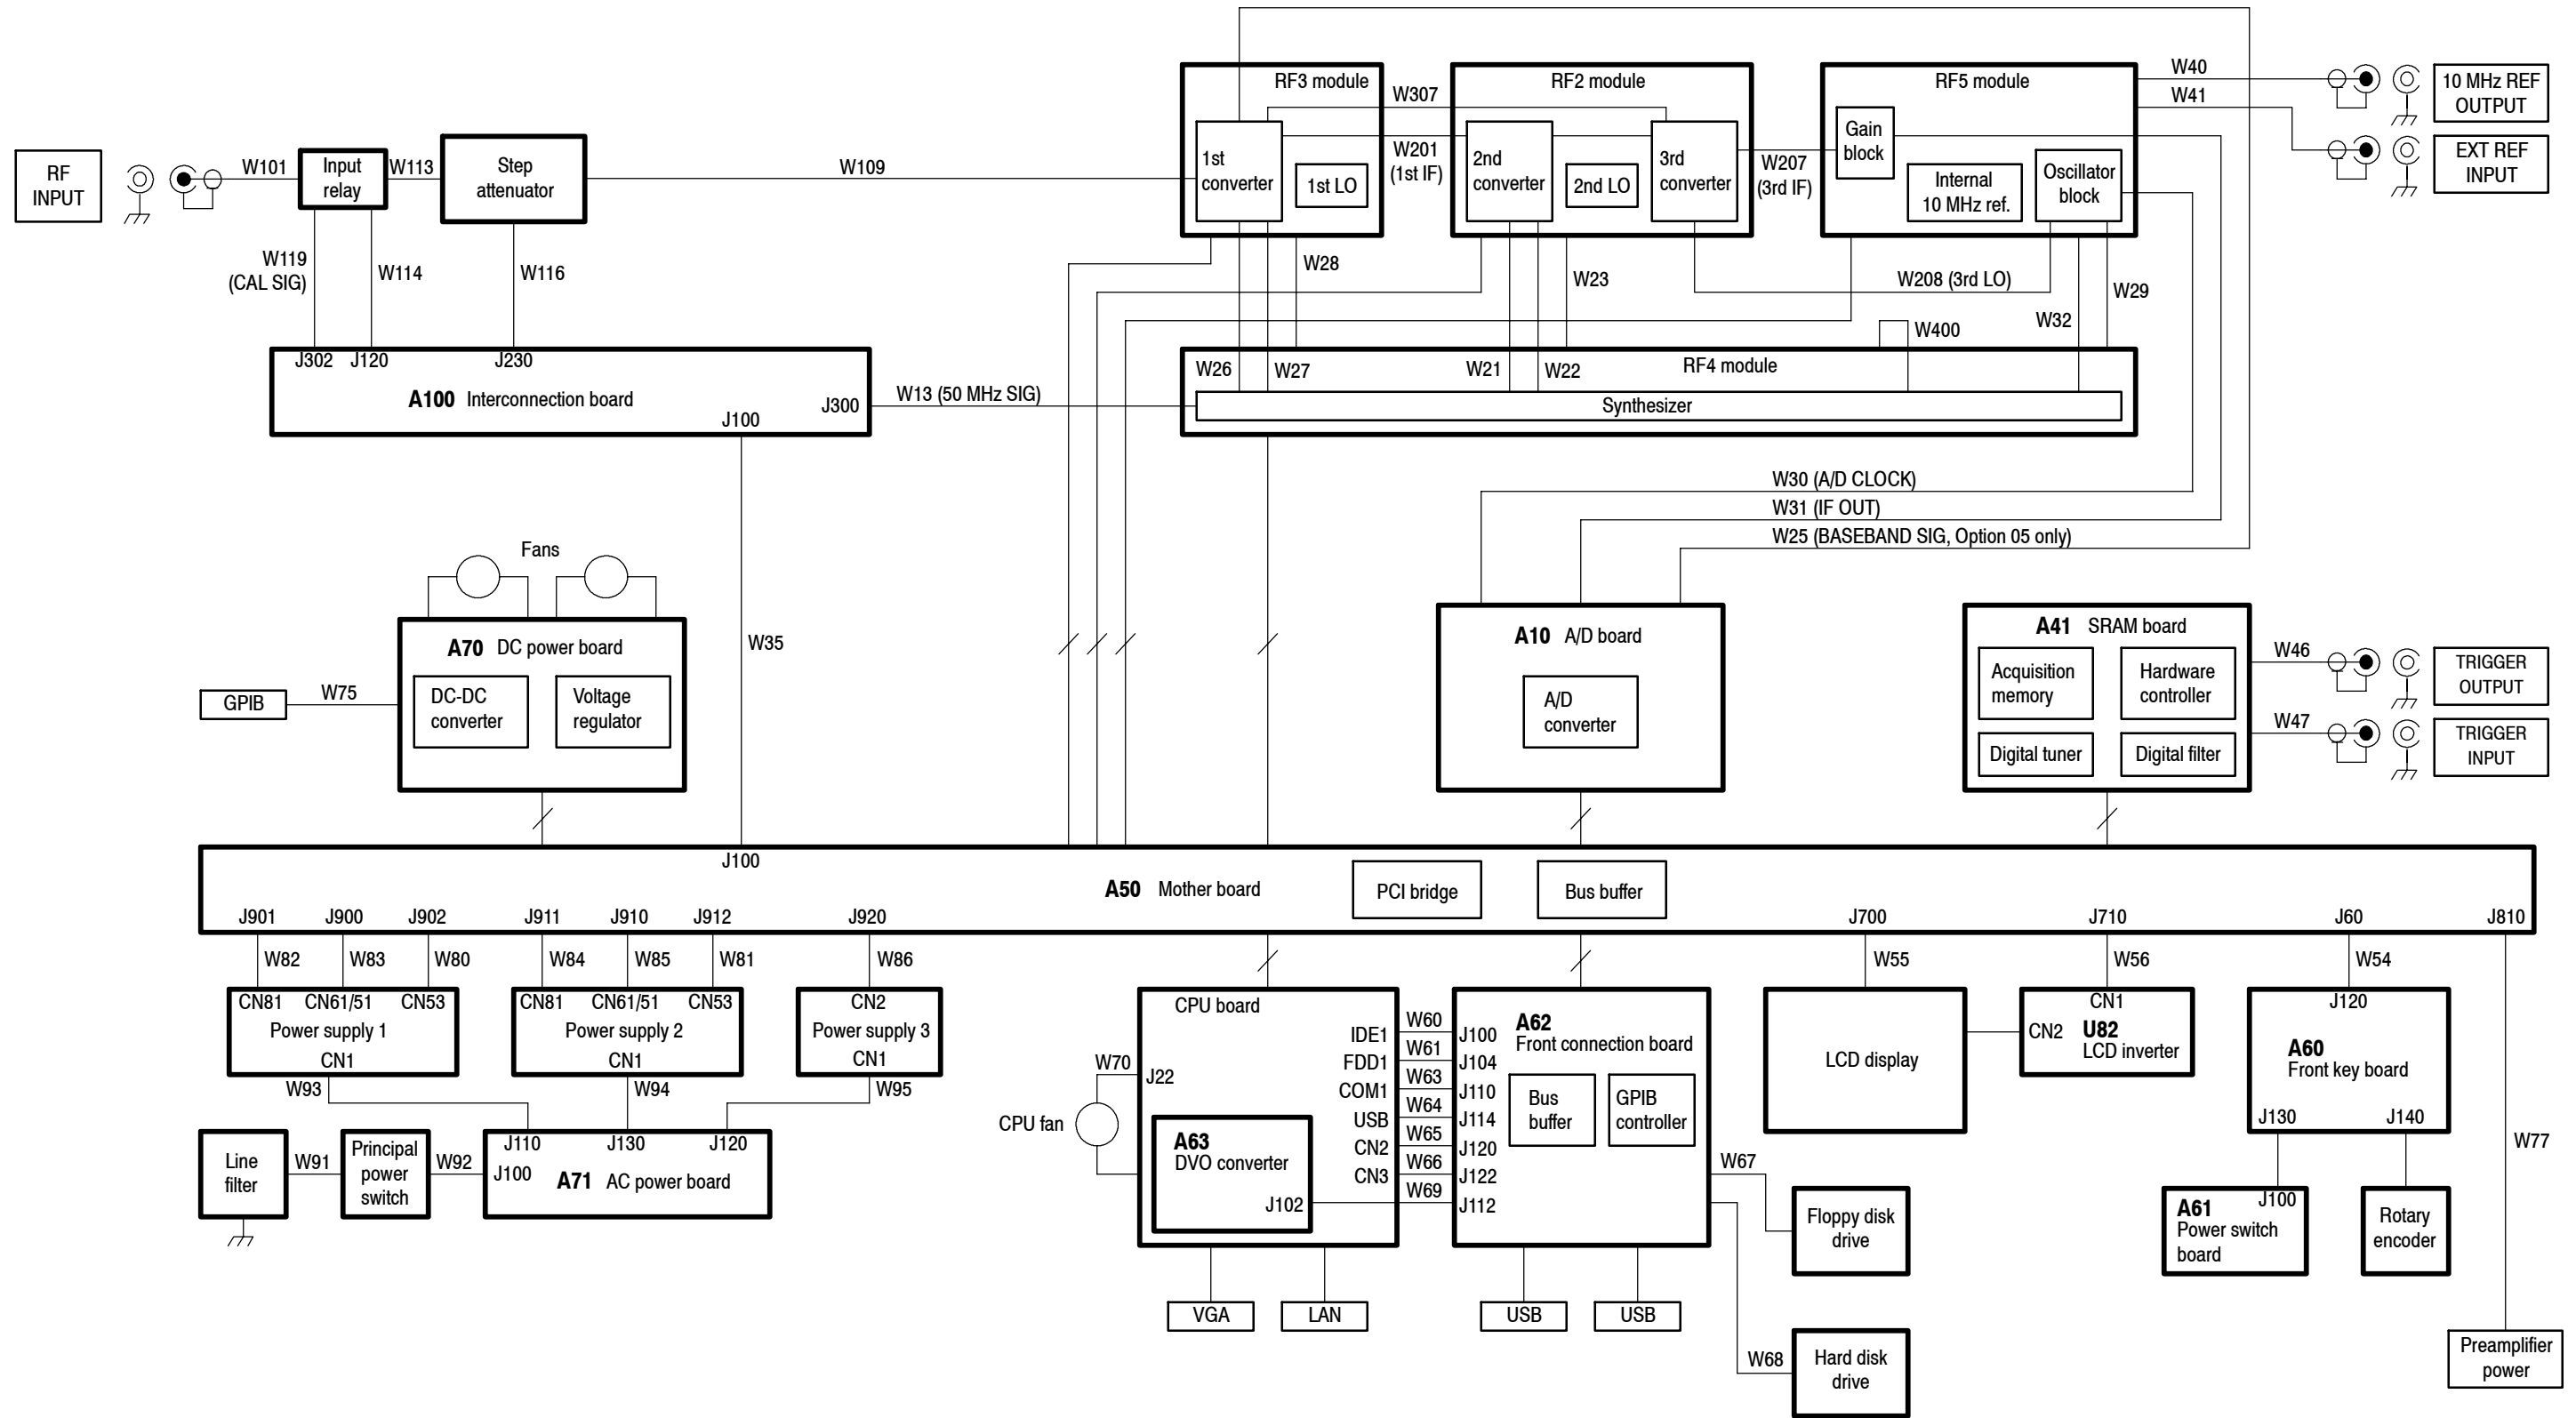 RF3 module
RF2 module
RF5 module
W40
10 MHz REF
OUTPUT
W307
W41
Gain
block
EXT REF
INPUT
RF
INPUT
W101
Input
relay
W113
Step
attenuator
W109
1st
converter
1st LO
W201
(1st IF)
2nd
converter
2nd LO
3rd
converter
W207
(3rd IF)
Internal
10 MHz ref.
Oscillator
block
W119
(CAL SIG)
W114
W116
W28
W23
W208 (3rd LO)
W29
W32
W400
J302
J120
J230
A100 Interconnection board
J300
J100
W13 (50 MHz SIG)
W26
W27
W21
W22
RF4 module
Synthesizer
W30 (A/D CLOCK)
W31 (IF OUT)
W25 (BASEBAND SIG, Option 05 only)
Fans
A70 DC power board
DC-DC
converter
Voltage
regulator
GPIB
W75
W35
A10 A/D board
A/D
converter
A41 SRAM board
Acquisition
memory
Hardware
controller
Digital tuner
Digital filter
W46
TRIGGER
OUTPUT
W47
TRIGGER
INPUT
J100
A50 Mother board
PCI bridge
Bus buffer
J901
J900
J902
J911
J910
J912
J920
J700
J710
J60
J810
W82
W83
W80
W84
W85
W81
W86
W55
W56
W54
CN81
CN61/51
CN53
Power supply 1
CN1
CN81
CN61/51
CN53
Power supply 2
CN1
CN2
Power supply 3
CN1
W93
W94
W95
Line
filter
W91
Principal
power
switch
W92
J110
J130
J120
J100
A71 AC power board
CPU board
W70
J22
CPU fan
IDE1
FDD1
COM1
USB
CN2
CN3
W60
W61
W63
W64
W65
W66
W69
A63
DVO converter
J102
J100
J104
J110
J114
J120
J122
J112
A62
Front connection board
Bus
buffer
GPIB
controller
VGA
LAN
USB
USB
W67
Floppy disk
drive
W68
Hard disk
drive
LCD display
CN1
CN2
U82
LCD inverter
J120
A60
Front key board
J130
J140
J100
A61
Power switch
board
Rotary
encoder
W77
Preamplifier
power